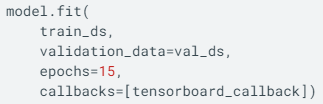 model.fit(
    train_ds,
    validation_data=val_ds,
    epochs=15,
    callbacks=[tensorboard_callback])